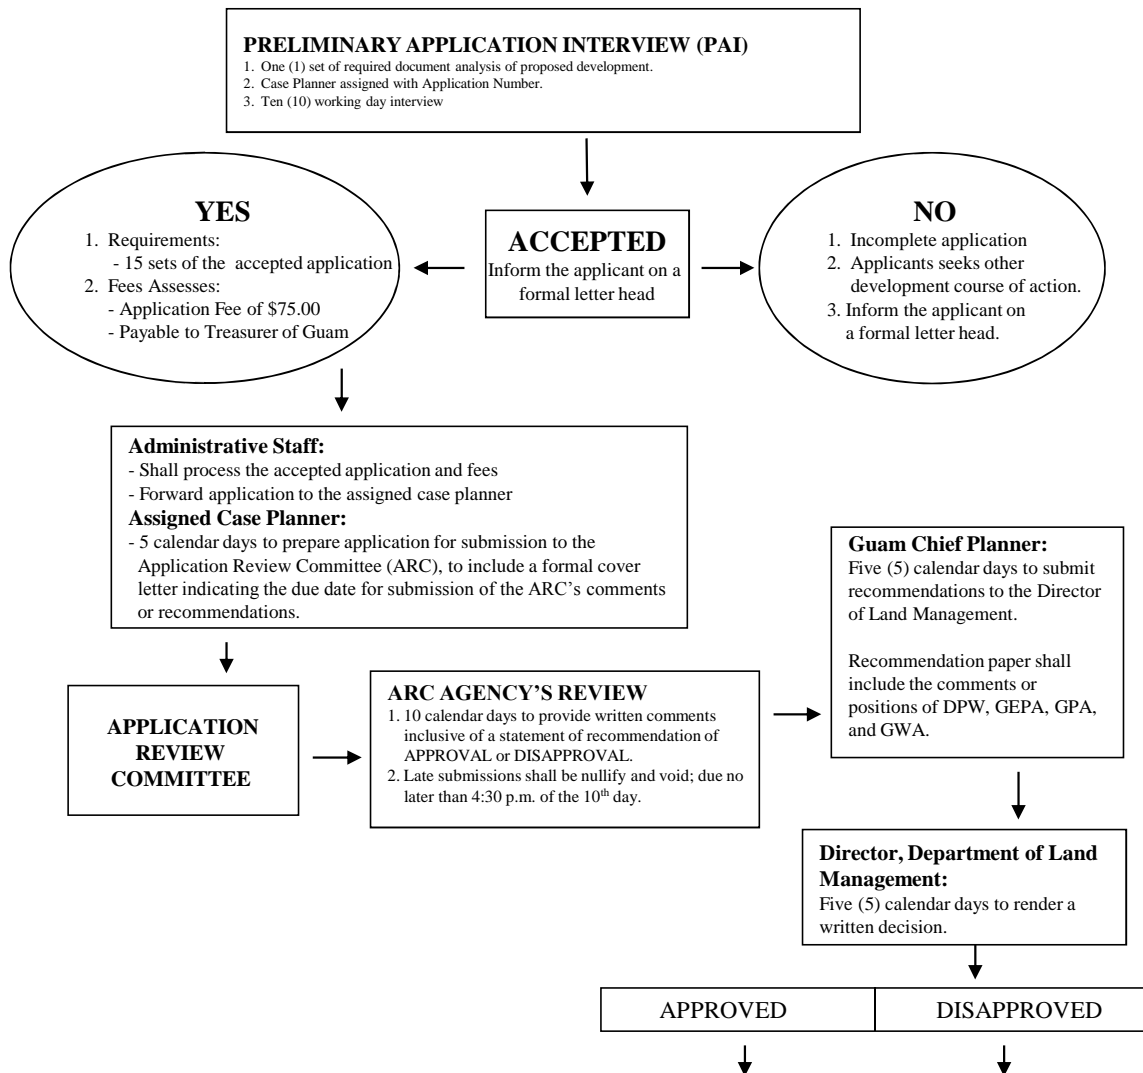 PRELIMINARY APPLICATION INTERVIEW (PAI)
1. One (1) set of required document analysis of proposed development.
2. Case Planner assigned with Application Number.
3. Ten (10) working day interview
YES
1. Requirements:
- 15 sets of the accepted application
2. Fees Assesses:
- Application Fee of $75.00
- Payable to Treasurer of Guam
ACCEPTED
Inform the applicant on a
formal letter head
NO
1. Incomplete application
2. Applicants seeks other
development course of action.
3. Inform the applicant on
a formal letter head.
Administrative Staff:
- Shall process the accepted application and fees
- Forward application to the assigned case planner
Assigned Case Planner:
- 5 calendar days to prepare application for submission to the
Application Review Committee (ARC), to include a formal cover
letter indicating the due date for submission of the ARC's comments
or recommendations.
APPLICATION
REVIEW
COMMITTEE
ARC AGENCY'S REVIEW
1. 10 calendar days to provide written comments
inclusive of a statement of recommendation of
APPROVAL or DISAPPROVAL.
2. Late submissions shall be nullify and void; due no
later than 4:30 p.m. of the 10th day.
Guam Chief Planner:
Five (5) calendar days to submit
recommendations to the Director
of Land Management.
Recommendation paper shall
include the comments or
positions of DPW, GEPA, GPA,
and GWA.
Director, Department of Land
Management:
Five (5) calendar days to render a
written decision.
APPROVED
DISAPPROVED